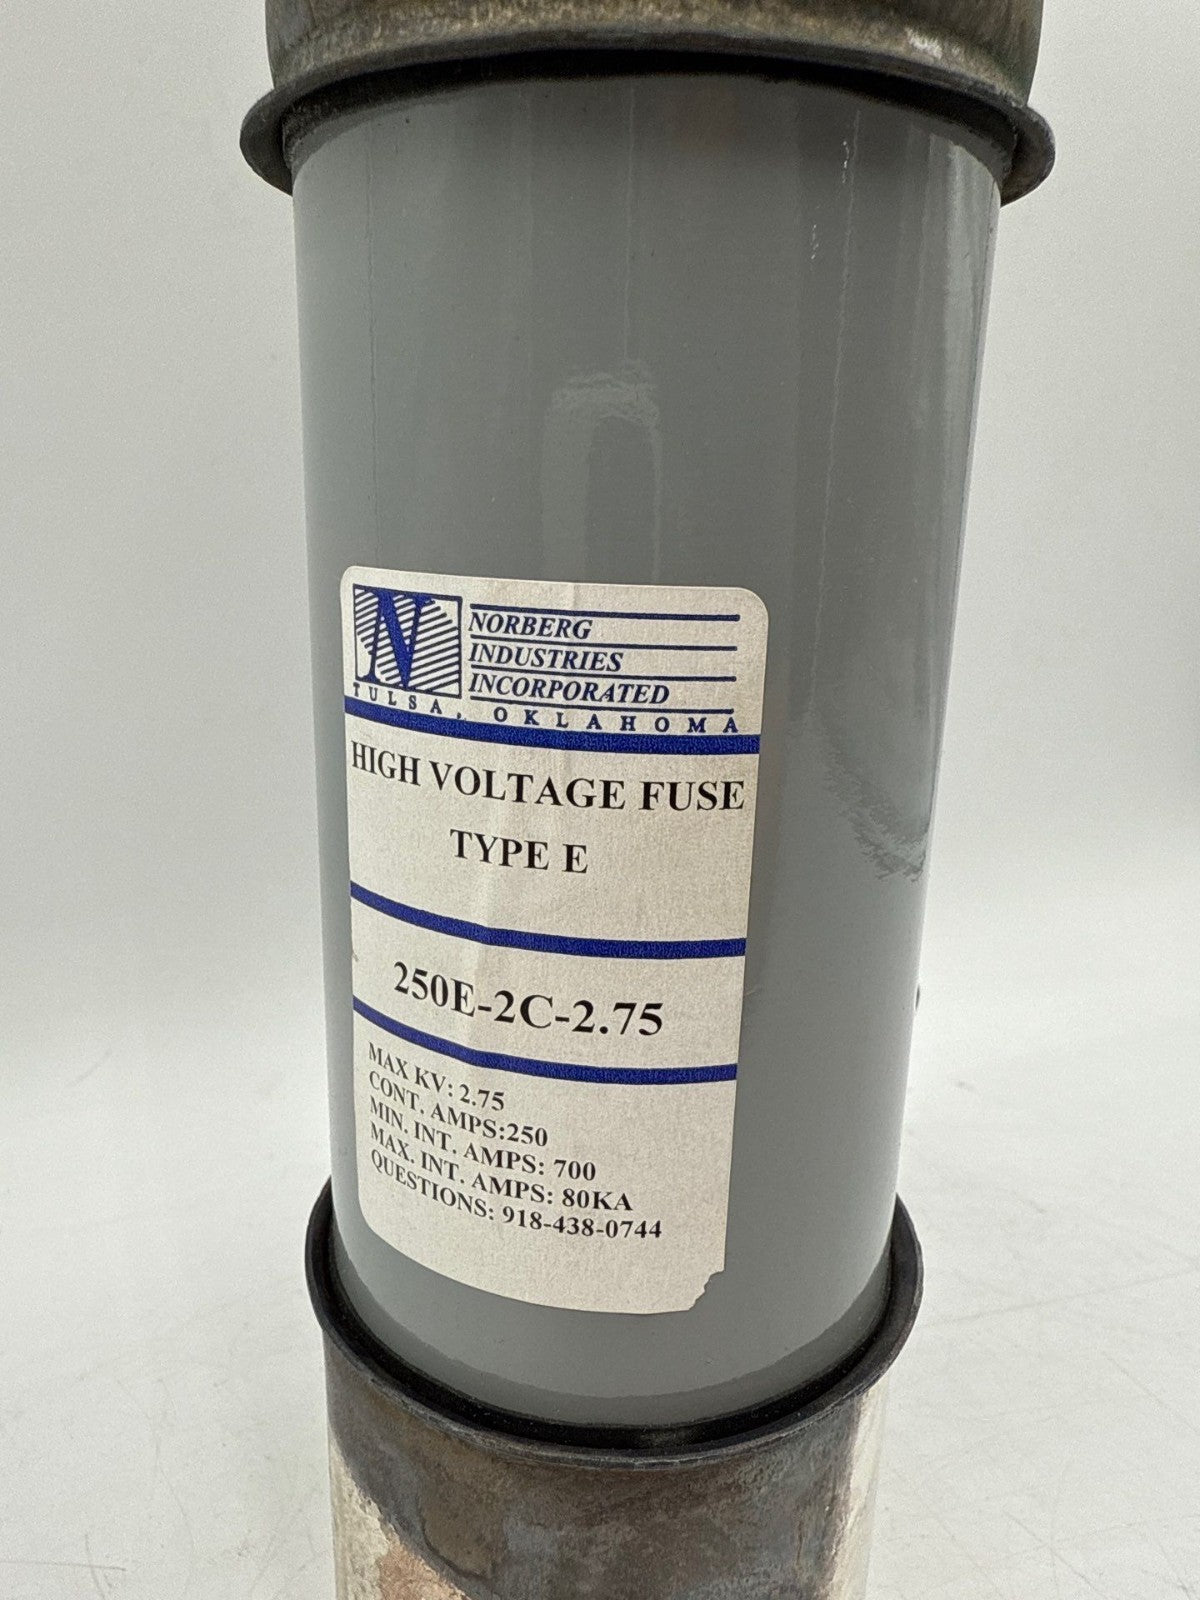 N
NORBERG
INDUSTRIES
INCORPORATED
TULSA, OKLAHOMA
HIGH VOLTAGE FUSE
TYPE E
250E-2C-2.75
MAX KV: 2.75
CONT. AMPS:250
MIN. INT. AMPS: 700
MAX. INT. AMPS: 80KA
QUESTIONS: 918-438-0744